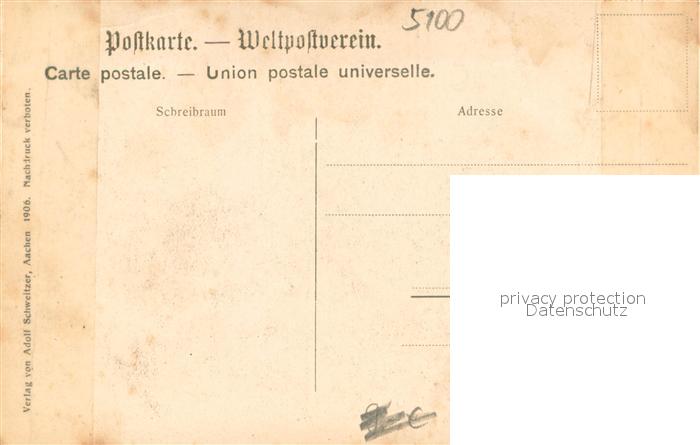 5100
Postkarte. — Weltpostverein.
Carte postale. — Union postale universelle.
Schreibraum
Adresse
Verlag von Adolf Schweitzer, Aachen 1906. Nachdruck verboten.
privacy protection
Datenschutz